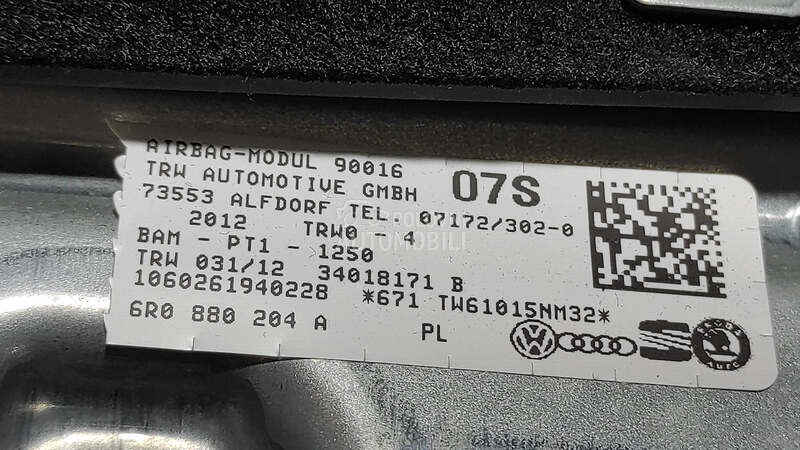 AIRBAG-MODUL 90016
TRW AUTOMOTIVE GMBH 07S
73553 ALFDORF TEL 07172/302-0
2012 TRW0 - 4
BAM - PT1 - 1250
TRW 031/12 34018171 B
1060261940228 *671 TW61015NM32*
6R0 880 204 A PL